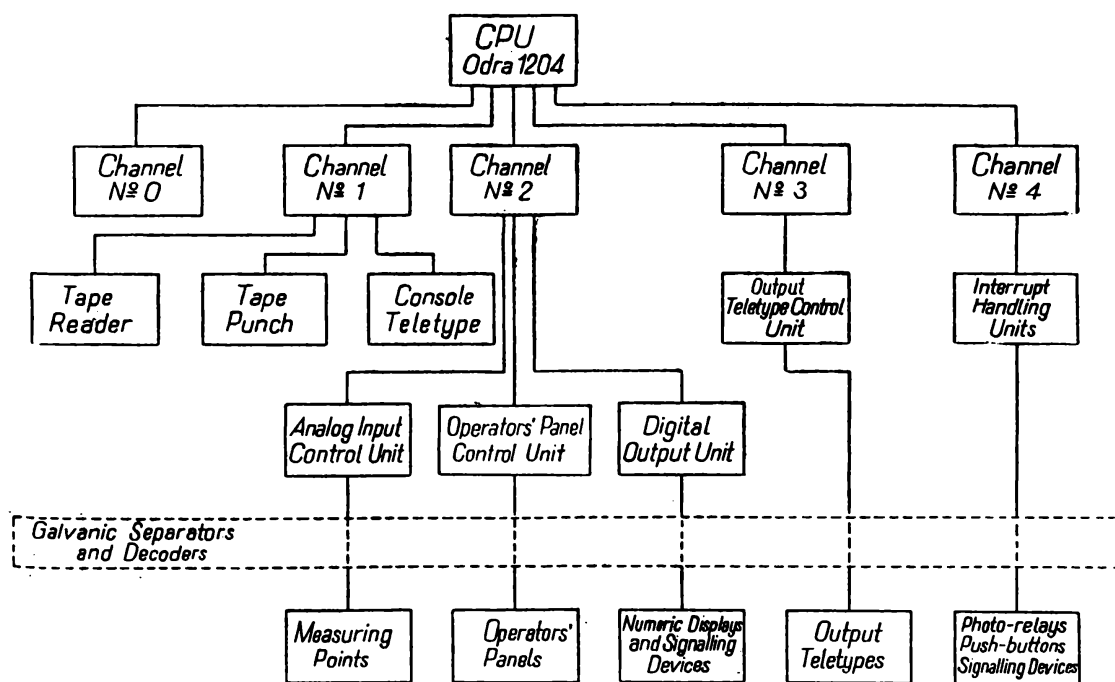 CPU
Odra 1204
Channel
Nº 0
Channel
Nº 1
Channel
Nº 2
Channel
Nº 3
Channel
Nº 4
Tape
Reader
Tape
Punch
Console
Teletype
Output
Teletype Control
Unit
Interrupt
Handling
Units
Analog Input
Control Unit
Operators' Panel
Control Unit
Digital
Output Unit
Galvanic Separators
and Decoders
Measuring
Points
Operators'
Panels
Numeric Displays
and Signalling
Devices
Output
Teletypes
Photo-relays
Push-buttons
Signalling Devices